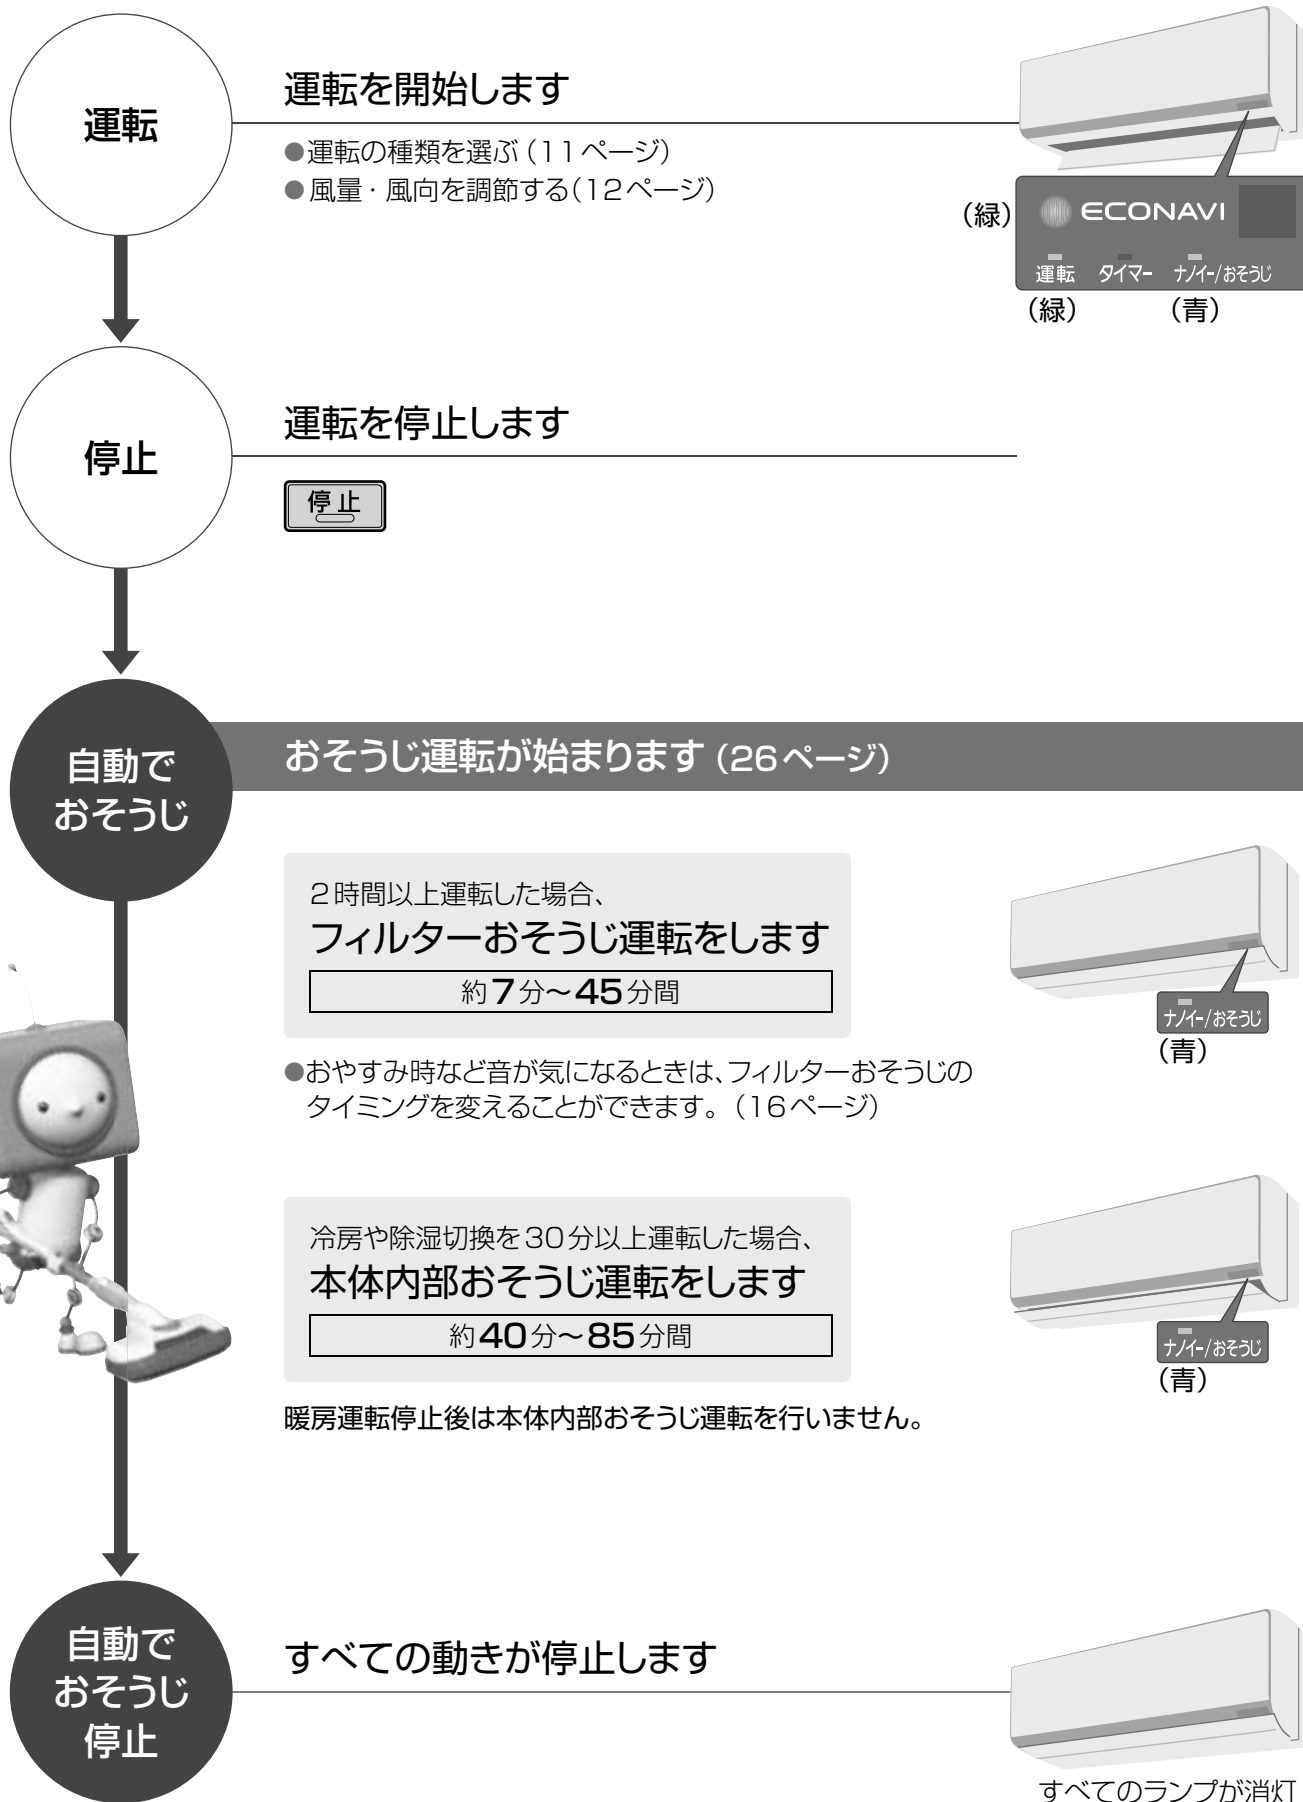 運転
運転を開始します
●運転の種類を選ぶ（11ページ）
●風量・風向を調節する（12ページ）
（緑）
ECONAVI
運転 タイマー ナノイー/おそうじ
（緑） （青）
停止
運転を停止します
停止
自動で
おそうじ
おそうじ運転が始まります（26ページ）
2時間以上運転した場合、
フィルターおそうじ運転をします
約7分～45分間
ナノイー/おそうじ
（青）
●おやすみ時など音が気になるときは、フィルターおそうじの
タイミングを変えることができます。（16ページ）
冷房や除湿切換を30分以上運転した場合、
本体内部おそうじ運転をします
約40分～85分間
ナノイー/おそうじ
（青）
暖房運転停止後は本体内部おそうじ運転を行いません。
自動で
おそうじ
停止
すべての動きが停止します
すべてのランプが消灯